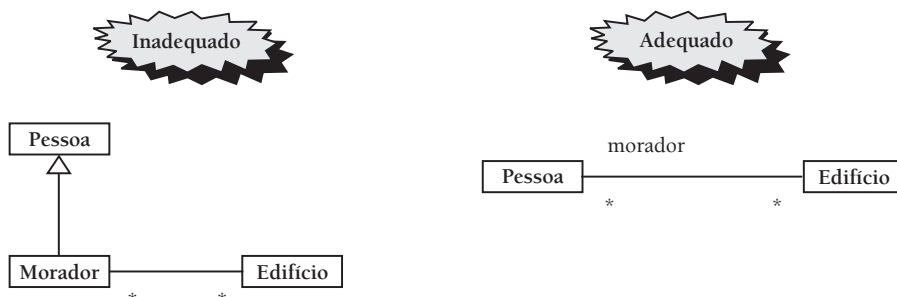 Inadequado
Adequado
Pessoa
Morador
*
*
Edifício
morador
Pessoa
*
*
Edifício